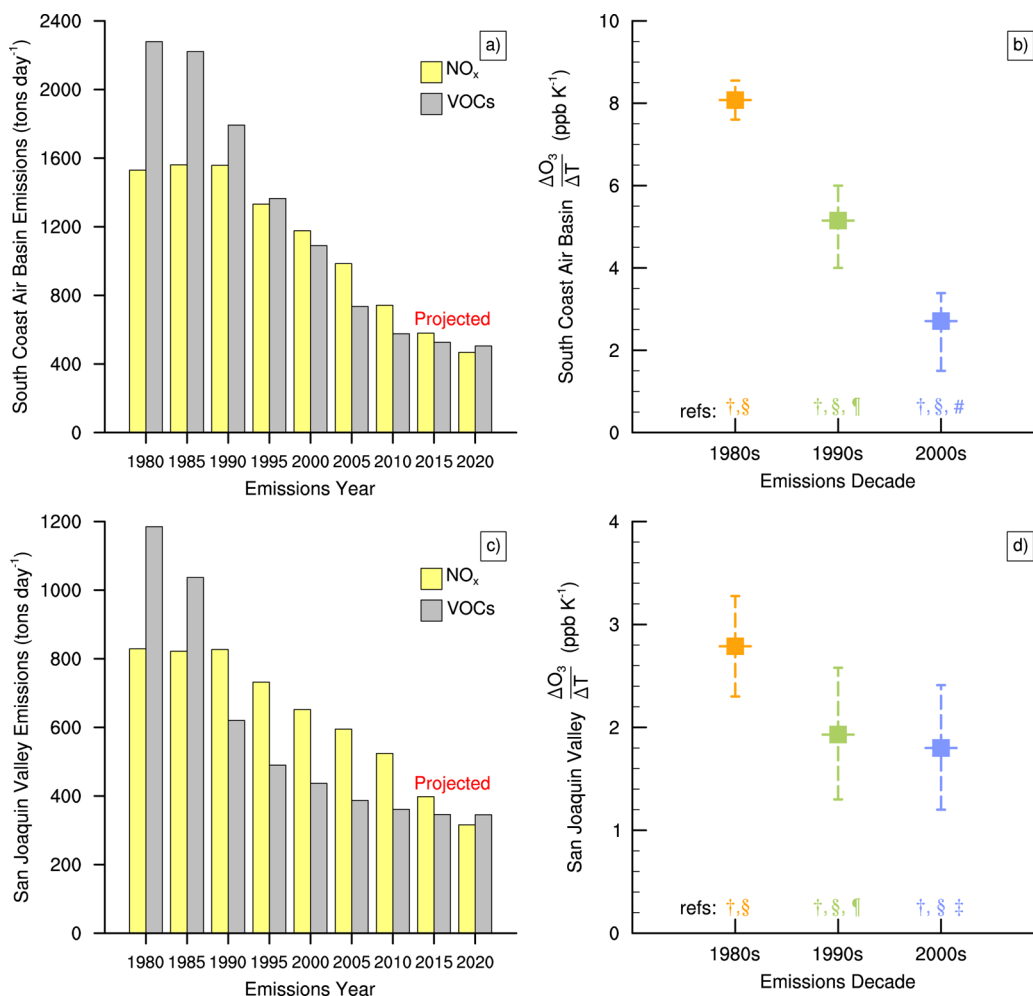 South Coast Air Basin Emissions (tons day⁻¹)
2400
2000
1600
1200
800
400
0
a)
NOₓ
VOCs
Projected
1980 1985 1990 1995 2000 2005 2010 2015 2020
Emissions Year
South Coast Air Basin ΔO₃/ΔT (ppb K⁻¹)
10
8
6
4
2
0
b)
refs: †,§ †,§,¶ †,§,#
1980s 1990s 2000s
Emissions Decade
San Joaquin Valley Emissions (tons day⁻¹)
1200
1000
800
600
400
200
0
c)
NOₓ
VOCs
Projected
1980 1985 1990 1995 2000 2005 2010 2015 2020
Emissions Year
San Joaquin Valley ΔO₃/ΔT (ppb K⁻¹)
4
3
2
1
0
d)
refs: †,§ †,§,¶ †,§ ‡
1980s 1990s 2000s
Emissions Decade